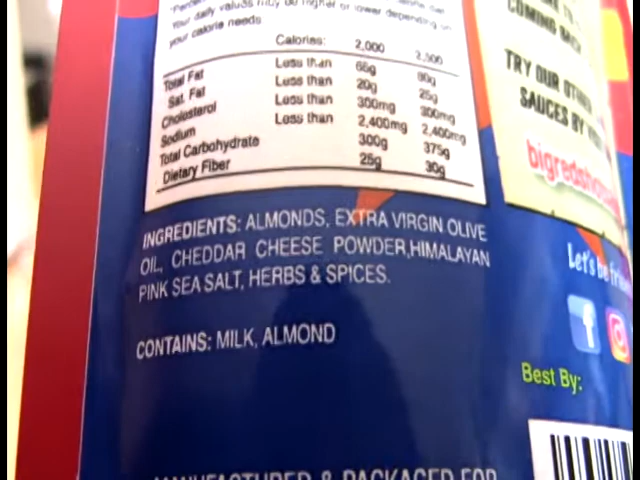 your daily values may be higher or lower depending on
your calorie needs
Calories: 2,000 2,500
Total Fat Less than 65g 80g
Sat. Fat Less than 20g 25g
Cholesterol Less than 300mg 300mg
Sodium Less than 2,400mg 2,400mg
Total Carbohydrate 300g 375g
Dietary Fiber 25g 30g
INGREDIENTS: ALMONDS, EXTRA VIRGIN OLIVE
OIL, CHEDDAR CHEESE POWDER,HIMALAYAN
PINK SEA SALT, HERBS & SPICES.
CONTAINS: MILK, ALMOND
MANUFACTURED & PACKAGED FOR
COMING
TRY OUR
SAUCES BY
Let's be
f
Best By: